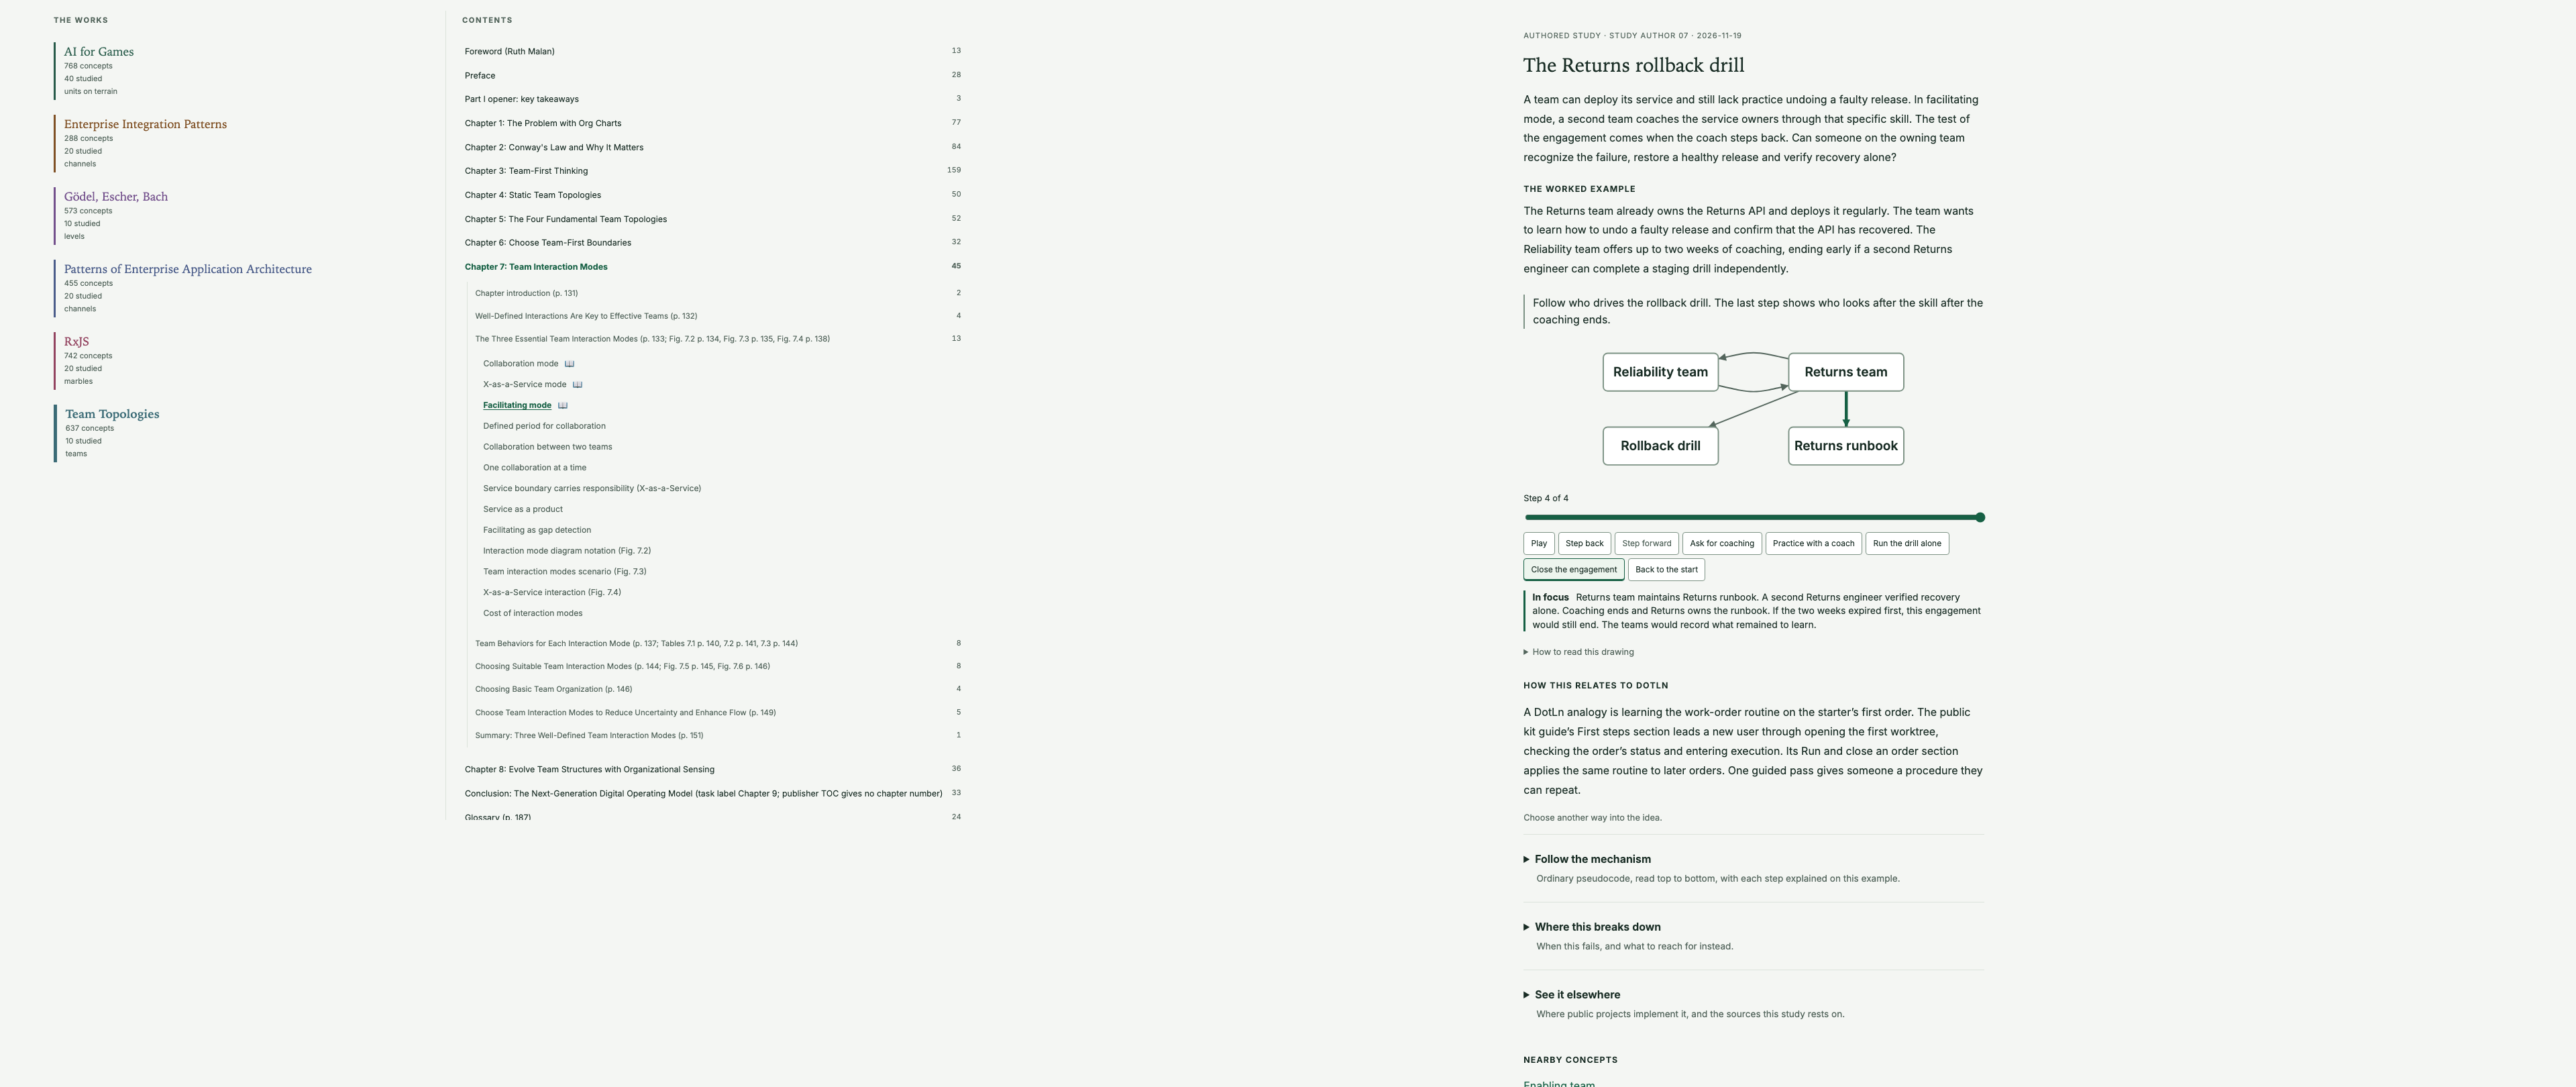 THE WORKS
AI for Games
768 concepts
40 studied
units on terrain
Enterprise Integration Patterns
288 concepts
20 studied
channels
Gödel, Escher, Bach
573 concepts
10 studied
levels
Patterns of Enterprise Application Architecture
455 concepts
20 studied
channels
RxJS
742 concepts
20 studied
marbles
Team Topologies
637 concepts
10 studied
teams
CONTENTS
Foreword (Ruth Malan) 13
Preface 28
Part I opener: key takeaways 3
Chapter 1: The Problem with Org Charts 77
Chapter 2: Conway's Law and Why It Matters 84
Chapter 3: Team-First Thinking 159
Chapter 4: Static Team Topologies 50
Chapter 5: The Four Fundamental Team Topologies 52
Chapter 6: Choose Team-First Boundaries 32
Chapter 7: Team Interaction Modes 45
Chapter introduction (p. 131) 2
Well-Defined Interactions Are Key to Effective Teams (p. 132) 4
The Three Essential Team Interaction Modes (p. 133; Fig. 7.2 p. 134, Fig. 7.3 p. 135, Fig. 7.4 p. 138) 13
Collaboration mode
X-as-a-Service mode
Facilitating mode
Defined period for collaboration
Collaboration between two teams
One collaboration at a time
Service boundary carries responsibility (X-as-a-Service)
Service as a product
Facilitating as gap detection
Interaction mode diagram notation (Fig. 7.2)
Team interaction modes scenario (Fig. 7.3)
X-as-a-Service interaction (Fig. 7.4)
Cost of interaction modes
Team Behaviors for Each Interaction Mode (p. 137; Tables 7.1 p. 140, 7.2 p. 141, 7.3 p. 144) 8
Choosing Suitable Team Interaction Modes (p. 144; Fig. 7.5 p. 145, Fig. 7.6 p. 146) 8
Choosing Basic Team Organization (p. 146) 4
Choose Team Interaction Modes to Reduce Uncertainty and Enhance Flow (p. 149) 5
Summary: Three Well-Defined Team Interaction Modes (p. 151) 1
Chapter 8: Evolve Team Structures with Organizational Sensing 36
Conclusion: The Next-Generation Digital Operating Model (task label Chapter 9; publisher TOC gives no chapter number) 33
Glossary (p. 187) 24
AUTHORED STUDY · STUDY AUTHOR 07 · 2026-11-19
The Returns rollback drill
A team can deploy its service and still lack practice undoing a faulty release. In facilitating
mode, a second team coaches the service owners through that specific skill. The test of
the engagement comes when the coach steps back. Can someone on the owning team
recognize the failure, restore a healthy release and verify recovery alone?
THE WORKED EXAMPLE
The Returns team already owns the Returns API and deploys it regularly. The team wants
to learn how to undo a faulty release and confirm that the API has recovered. The
Reliability team offers up to two weeks of coaching, ending early if a second Returns
engineer can complete a staging drill independently.
Follow who drives the rollback drill. The last step shows who looks after the skill after the
coaching ends.
Reliability team
Returns team
Rollback drill
Returns runbook
Step 4 of 4
Play
Step back
Step forward
Ask for coaching
Practice with a coach
Run the drill alone
Close the engagement
Back to the start
In focus Returns team maintains Returns runbook. A second Returns engineer verified recovery
alone. Coaching ends and Returns owns the runbook. If the two weeks expired first, this engagement
would still end. The teams would record what remained to learn.
How to read this drawing
HOW THIS RELATES TO DOTLN
A DotLn analogy is learning the work-order routine on the starter’s first order. The public
kit guide’s First steps section leads a new user through opening the first worktree,
checking the order’s status and entering execution. Its Run and close an order section
applies the same routine to later orders. One guided pass gives someone a procedure they
can repeat.
Choose another way into the idea.
Follow the mechanism
Ordinary pseudocode, read top to bottom, with each step explained on this example.
Where this breaks down
When this fails, and what to reach for instead.
See it elsewhere
Where public projects implement it, and the sources this study rests on.
NEARBY CONCEPTS
Enabling team